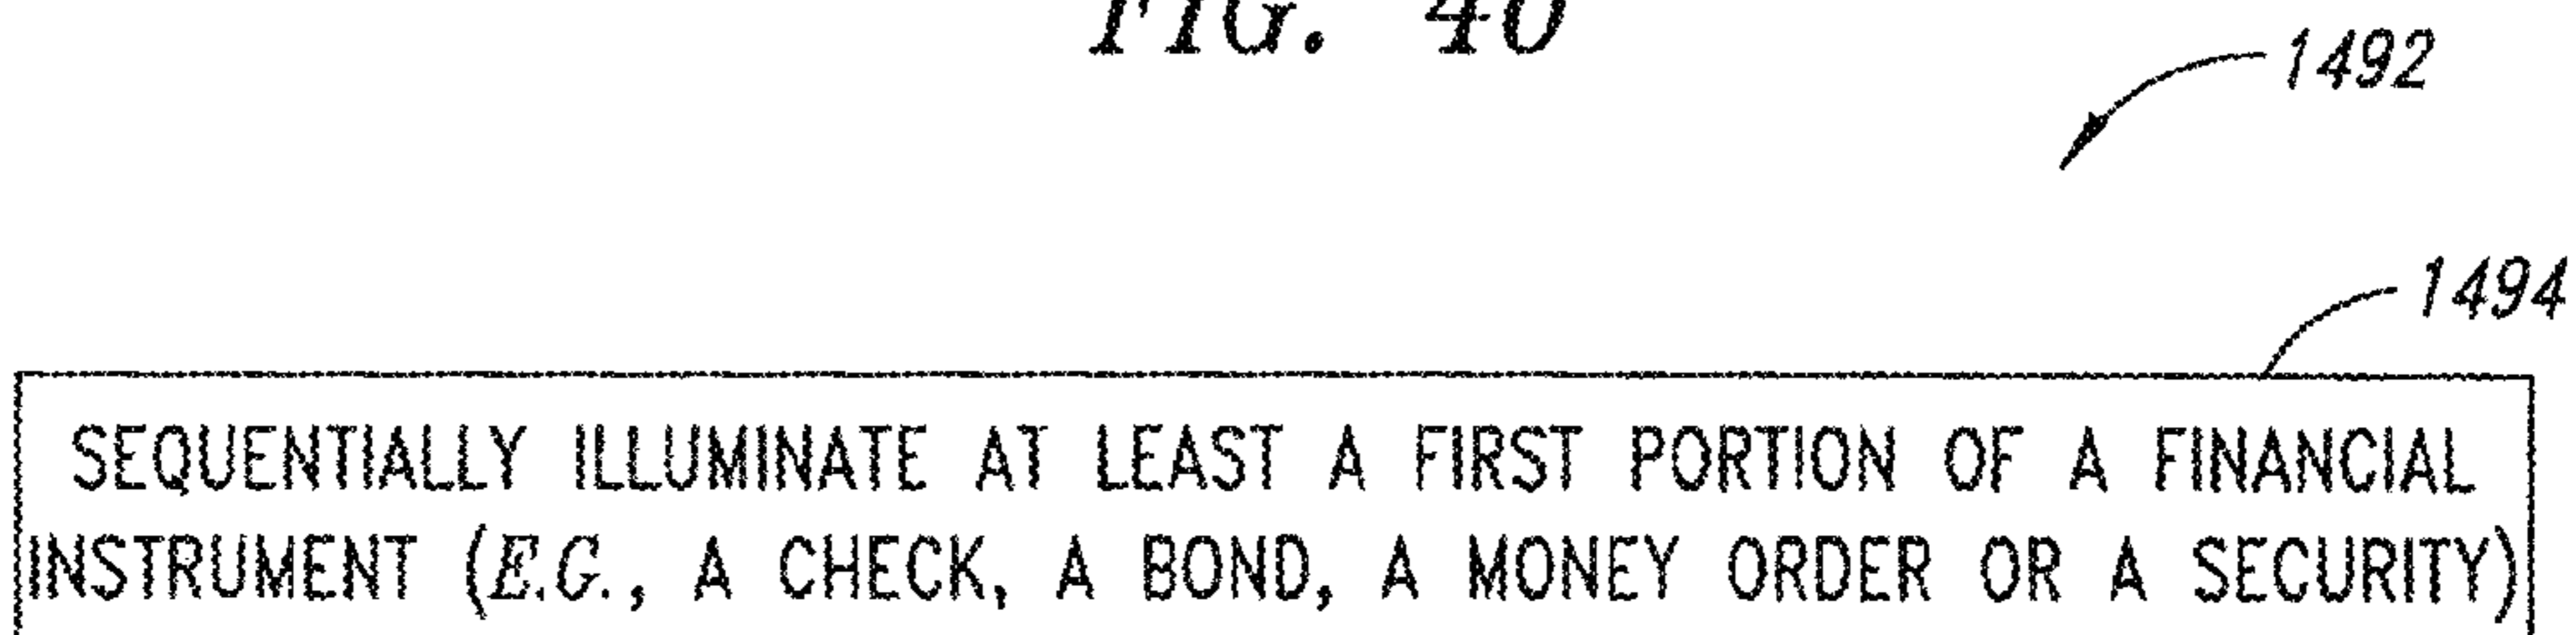 FIG. 40
1492
1494
SEQUENTIALLY ILLUMINATE AT LEAST A FIRST PORTION OF A FINANCIAL
INSTRUMENT (E.G., A CHECK, A BOND, A MONEY ORDER OR A SECURITY)